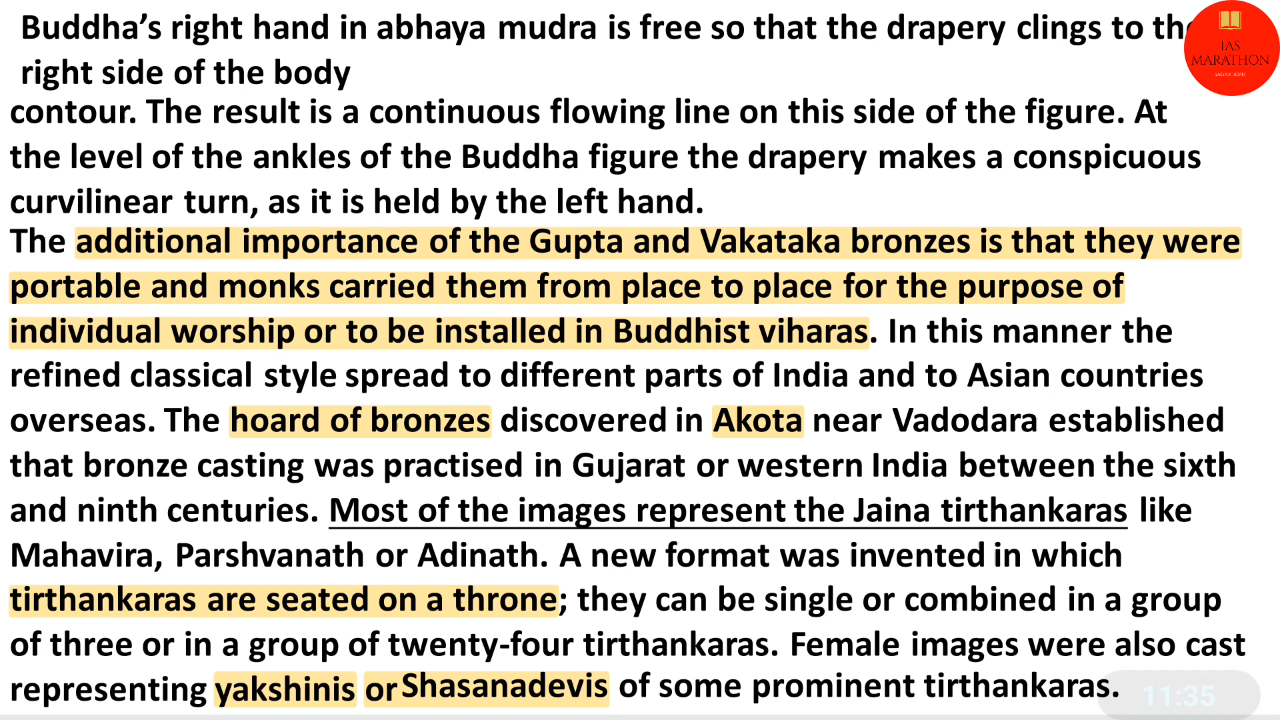 Buddha’s right hand in abhaya mudra is free so that the drapery clings to the
right side of the body
contour. The result is a continuous flowing line on this side of the figure. At
the level of the ankles of the Buddha figure the drapery makes a conspicuous
curvilinear turn, as it is held by the left hand.
The additional importance of the Gupta and Vakataka bronzes is that they were
portable and monks carried them from place to place for the purpose of
individual worship or to be installed in Buddhist viharas. In this manner the
refined classical style spread to different parts of India and to Asian countries
overseas. The hoard of bronzes discovered in Akota near Vadodara established
that bronze casting was practised in Gujarat or western India between the sixth
and ninth centuries. Most of the images represent the Jaina tirthankaras like
Mahavira, Parshvanath or Adinath. A new format was invented in which
tirthankaras are seated on a throne; they can be single or combined in a group
of three or in a group of twenty-four tirthankaras. Female images were also cast
representing yakshinis or Shasanadevis of some prominent tirthankaras.
IAS
MARATHON
11:35